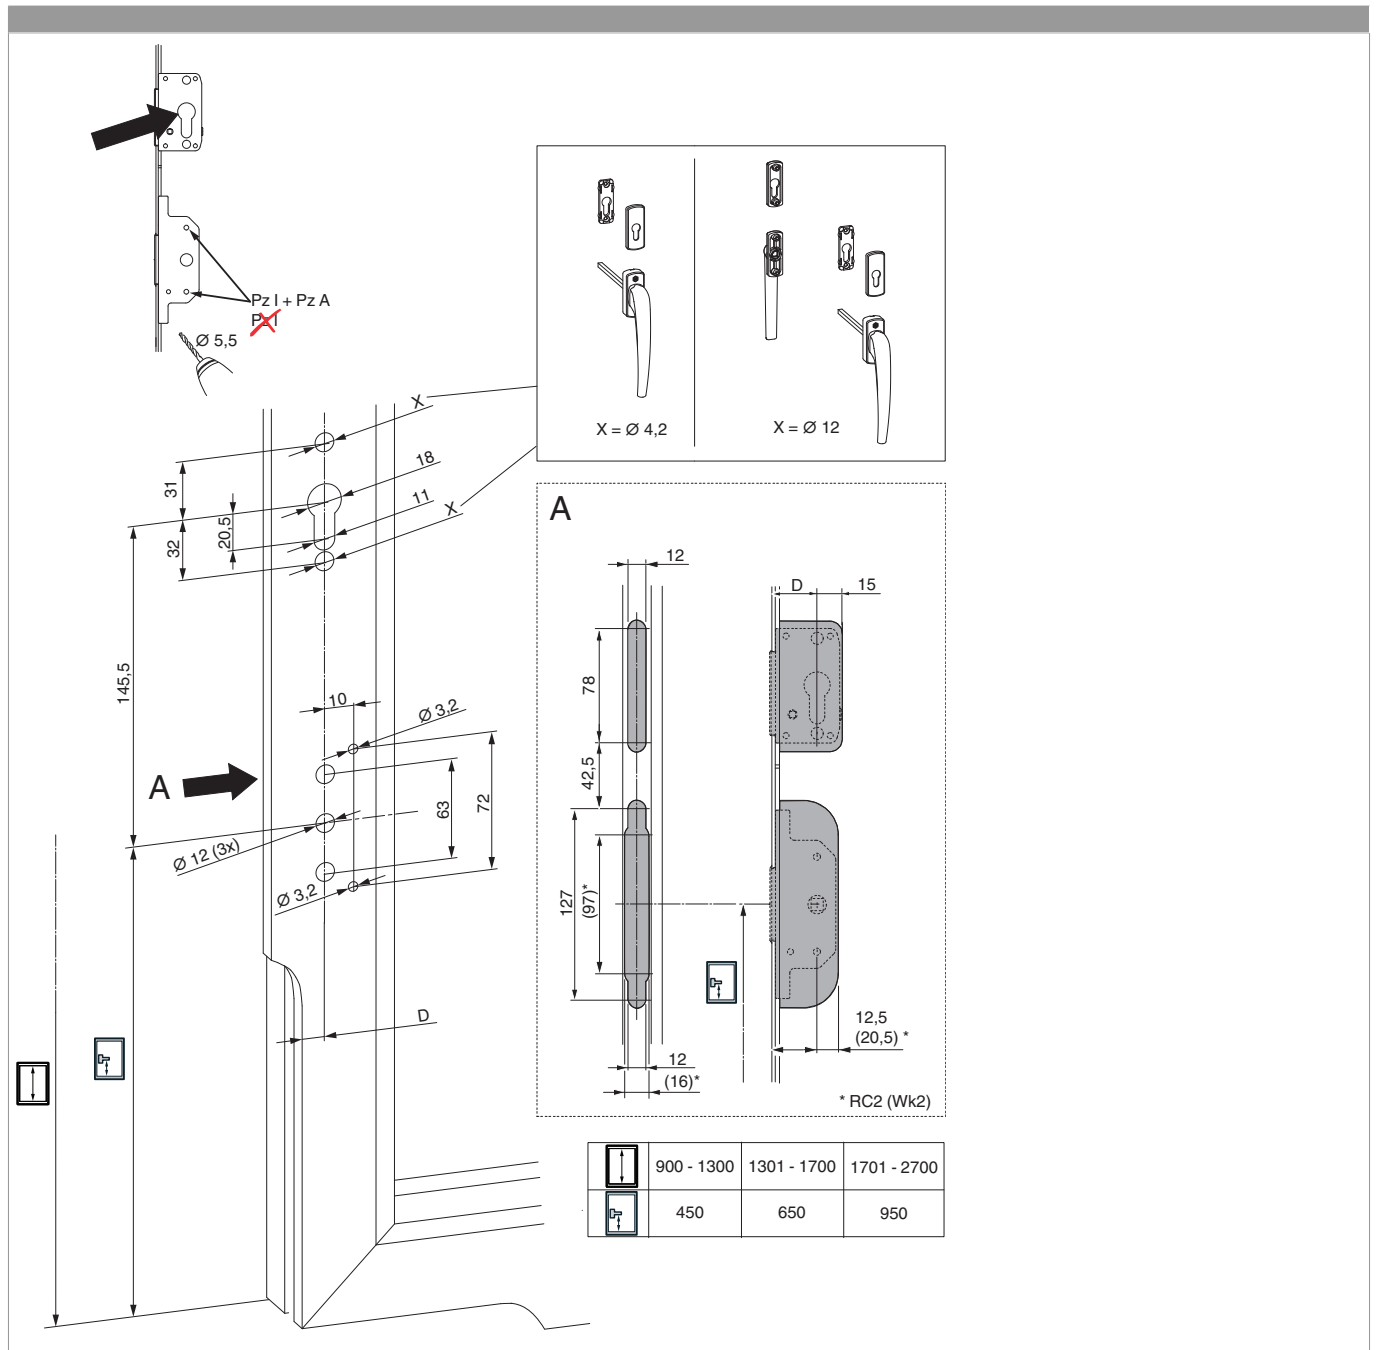 Pz I + Pz A
Pz I
Ø 5,5
X
18
11
X
31
20,5
32
145,5
10
Ø 3,2
A
63
72
Ø 12 (3x)
Ø 3,2
D
X = Ø 4,2
X = Ø 12
A
12
D
15
78
42,5
127
(97)*
12,5
(20,5) *
12
(16)*
* RC2 (Wk2)
900 - 1300 1301 - 1700 1701 - 2700
450 650 950